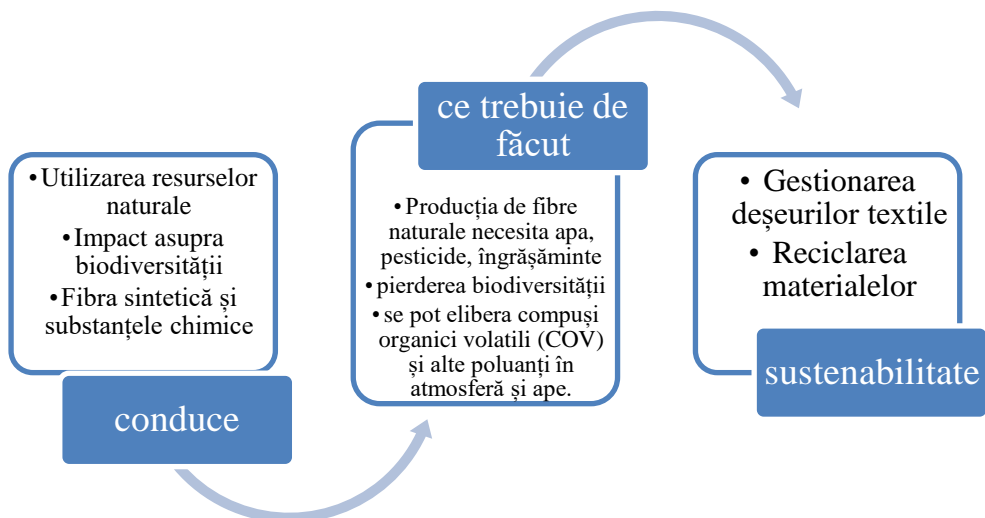 • Utilizarea resurselor
naturale
• Impact asupra
biodiversității
• Fibra sintetică și
substanțele chimice
conduce
ce trebuie de
făcut
• Producția de fibre
naturale necesita apa,
pesticide, îngrășăminte
• pierderea biodiversității
• se pot elibera compuși
organici volatili (COV)
și alte poluanți în
atmosferă și ape.
• Gestionarea
deșeurilor textile
• Reciclarea
materialelor
sustenabilitate